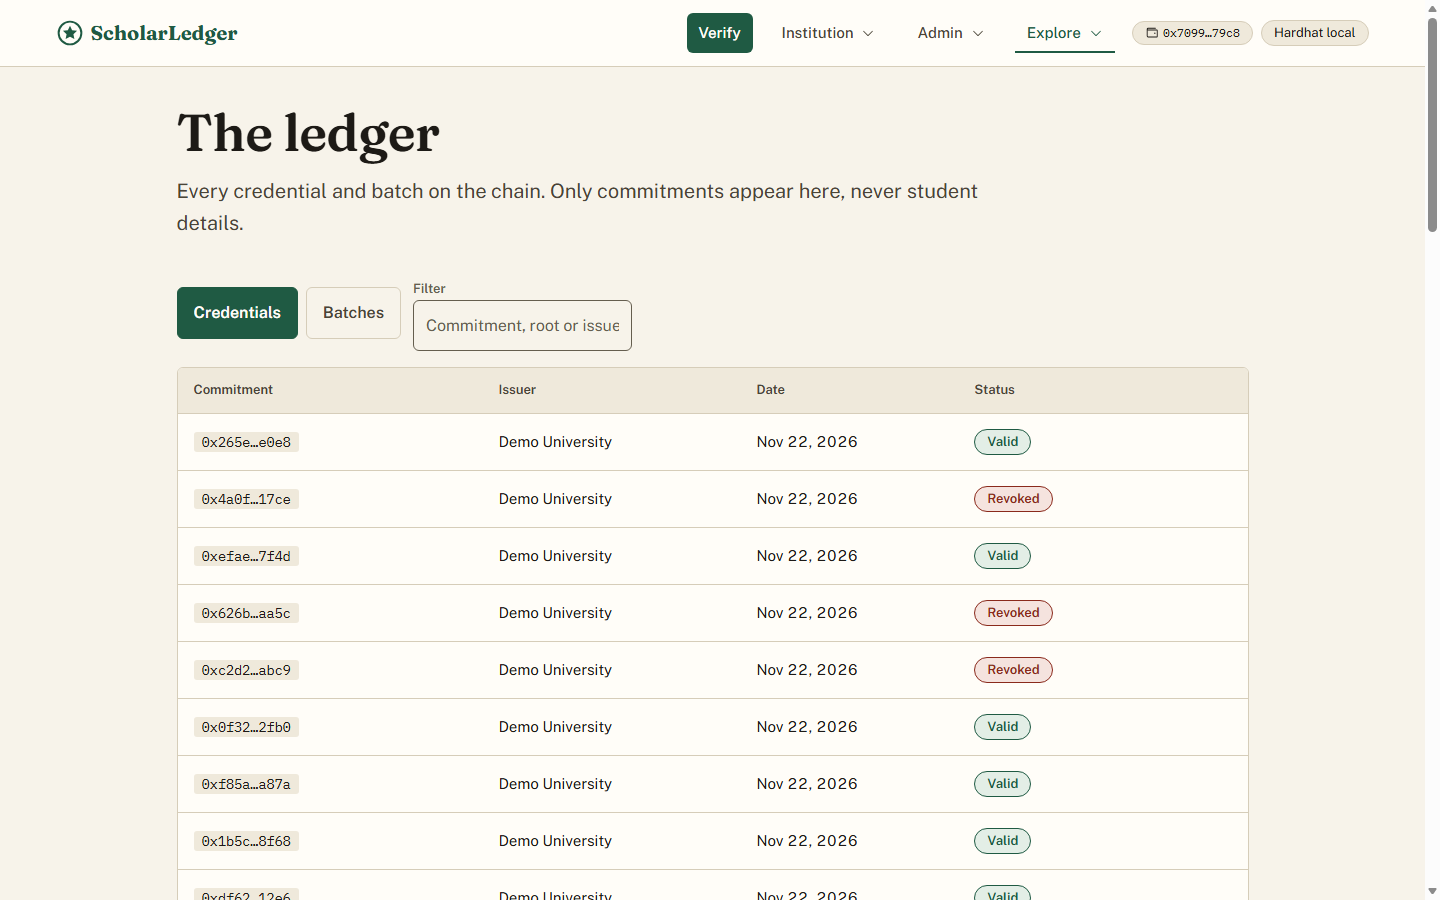 ScholarLedger
Verify
Institution
Admin
Explore
0x7099…79c8
Hardhat local
The ledger
Every credential and batch on the chain. Only commitments appear here, never student
details.
Credentials
Batches
Filter
Commitment, root or issue
Commitment Issuer Date Status
0x265e…e0e8 Demo University Nov 22, 2026 Valid
0x4a0f…17ce Demo University Nov 22, 2026 Revoked
0xefae…7f4d Demo University Nov 22, 2026 Valid
0x626b…aa5c Demo University Nov 22, 2026 Revoked
0xc2d2…abc9 Demo University Nov 22, 2026 Revoked
0x0f32…2fb0 Demo University Nov 22, 2026 Valid
0xf85a…a87a Demo University Nov 22, 2026 Valid
0x1b5c…8f68 Demo University Nov 22, 2026 Valid
0xdf62…12e6 Demo University Nov 22, 2026 Valid